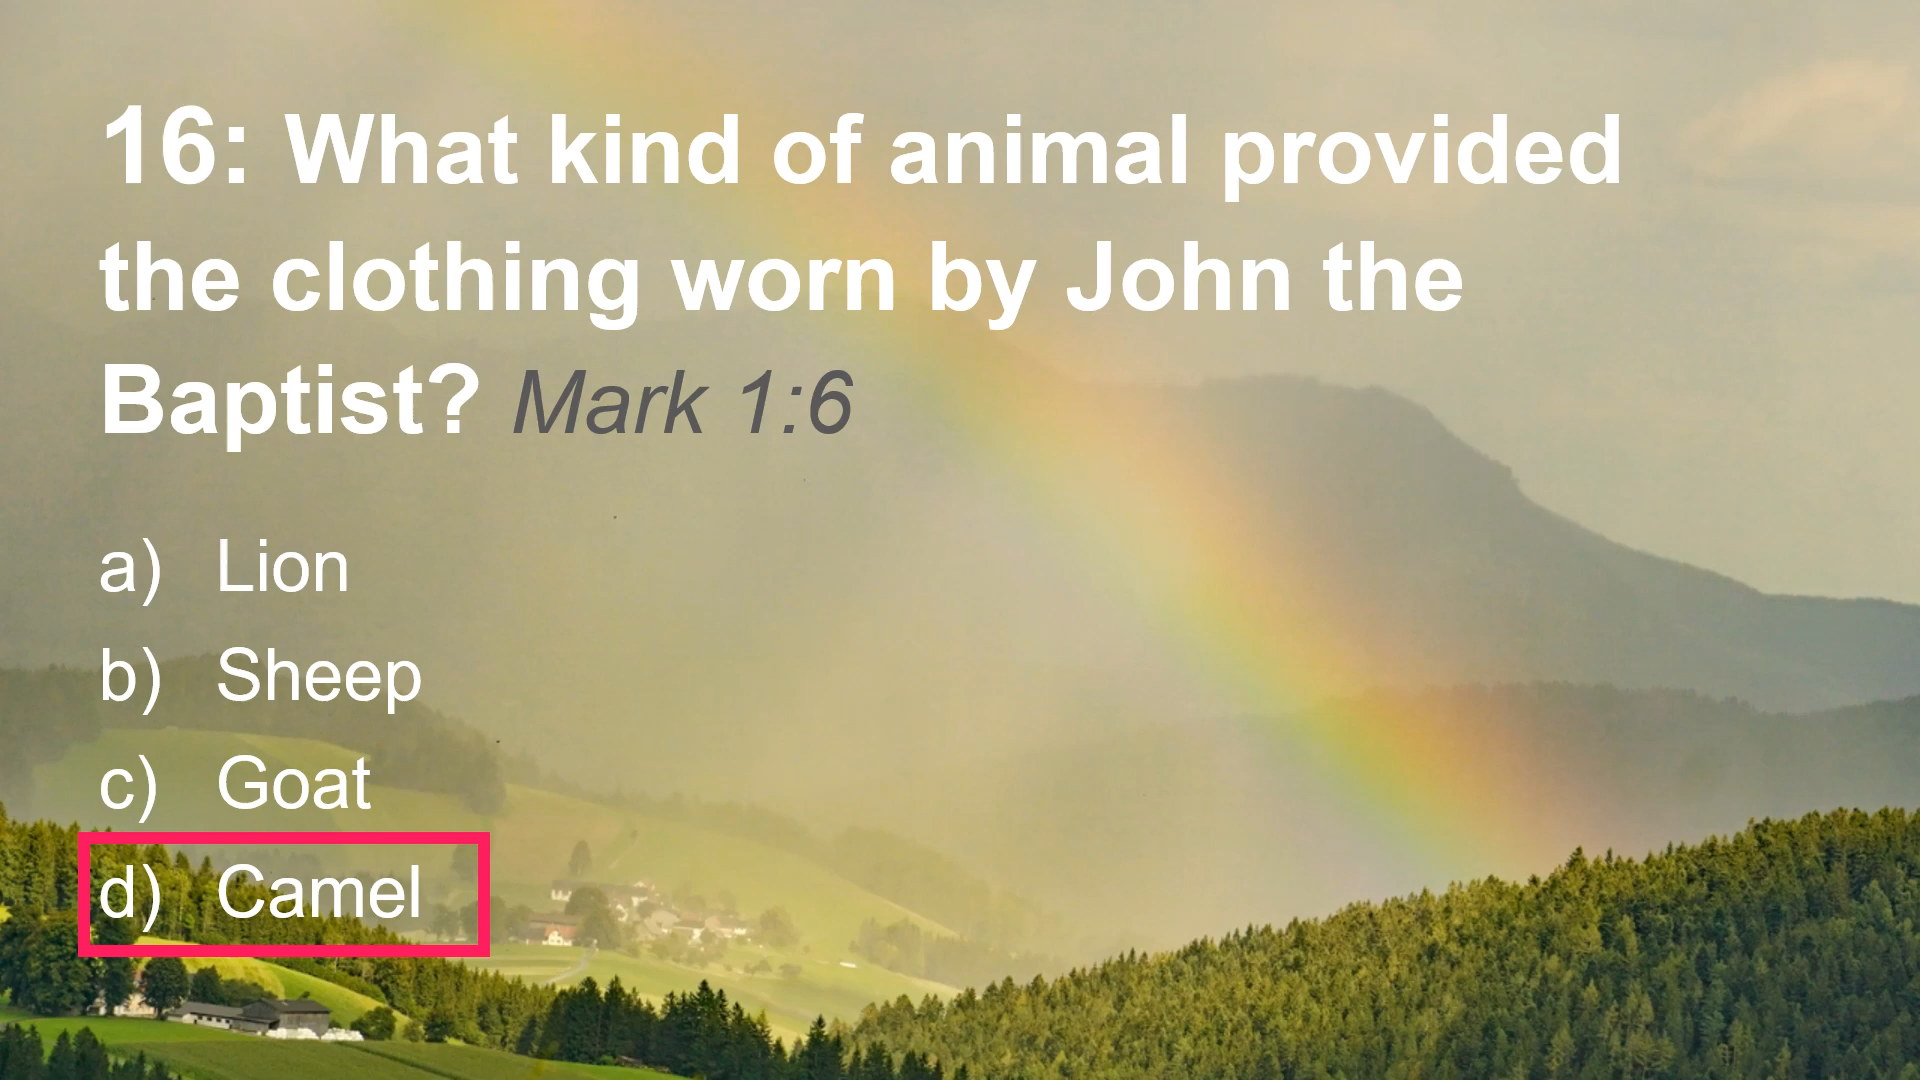 16: What kind of animal provided
the clothing worn by John the
Baptist? Mark 1:6
a) Lion
b) Sheep
c) Goat
d) Camel